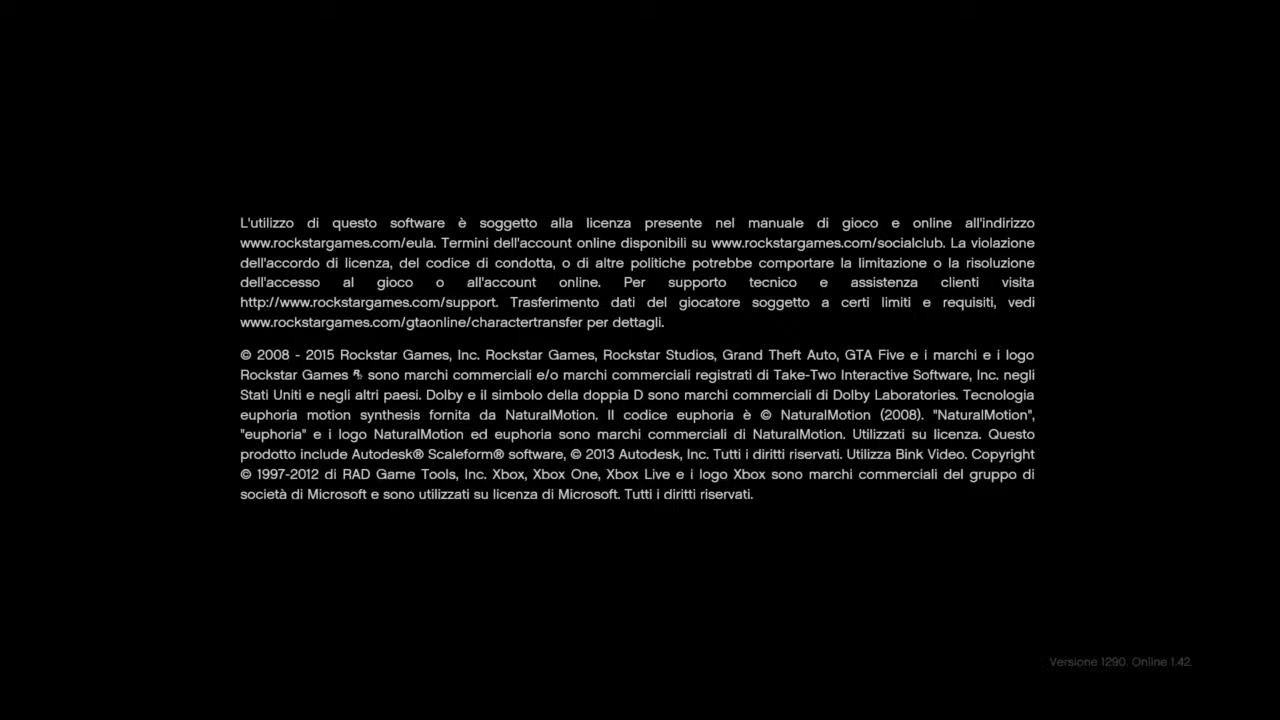 L'utilizzo di questo software è soggetto alla licenza presente nel manuale di gioco e online all'indirizzo
www.rockstargames.com/eula. Termini dell'account online disponibili su www.rockstargames.com/socialclub. La violazione
dell'accordo di licenza, del codice di condotta, o di altre politiche potrebbe comportare la limitazione o la risoluzione
dell'accesso al gioco o all'account online. Per supporto tecnico e assistenza clienti visita
http://www.rockstargames.com/support. Trasferimento dati del giocatore soggetto a certi limiti e requisiti, vedi
www.rockstargames.com/gtaonline/charactertransfer per dettagli.
© 2008 - 2015 Rockstar Games, Inc. Rockstar Games, Rockstar Studios, Grand Theft Auto, GTA Five e i marchi e i logo
Rockstar Games R* sono marchi commerciali e/o marchi commerciali registrati di Take-Two Interactive Software, Inc. negli
Stati Uniti e negli altri paesi. Dolby e il simbolo della doppia D sono marchi commerciali di Dolby Laboratories. Tecnologia
euphoria motion synthesis fornita da NaturalMotion. Il codice euphoria è © NaturalMotion (2008). "NaturalMotion",
"euphoria" e i logo NaturalMotion ed euphoria sono marchi commerciali di NaturalMotion. Utilizzati su licenza. Questo
prodotto include Autodesk® Scaleform® software, © 2013 Autodesk, Inc. Tutti i diritti riservati. Utilizza Bink Video. Copyright
© 1997-2012 di RAD Game Tools, Inc. Xbox, Xbox One, Xbox Live e i logo Xbox sono marchi commerciali del gruppo di
società di Microsoft e sono utilizzati su licenza di Microsoft. Tutti i diritti riservati.
Versione 1290. Online 1.42.